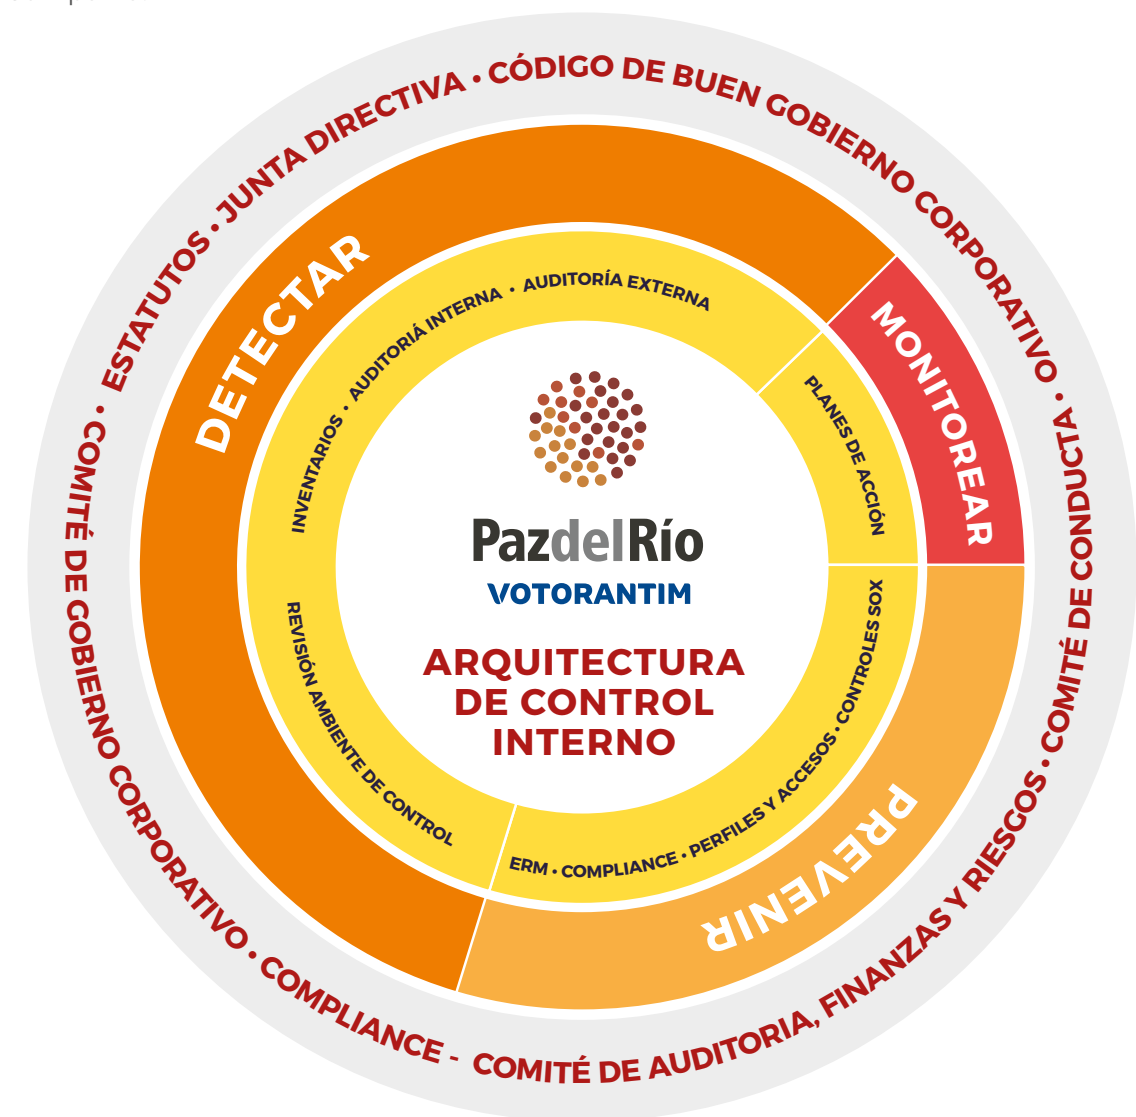 ESTATUTOS • JUNTA DIRECTIVA • CÓDIGO DE BUEN GOBIERNO CORPORATIVO •
COMITÉ DE CONDUCTA •
COMITÉ DE AUDITORIA, FINANZAS Y RIESGOS •
COMITÉ DE GOBIERNO CORPORATIVO • COMPLIANCE -
DETECTAR
MONITOREAR
PREVENIR
INVENTARIOS • AUDITORIÁ INTERNA • AUDITORÍA EXTERNA
PLANES DE ACCIÓN
REVISIÓN AMBIENTE DE CONTROL
ERM • COMPLIANCE • PERFILES Y ACCESOS • CONTROLES SOX
PazdelRío
VOTORANTIM
ARQUITECTURA
DE CONTROL
INTERNO